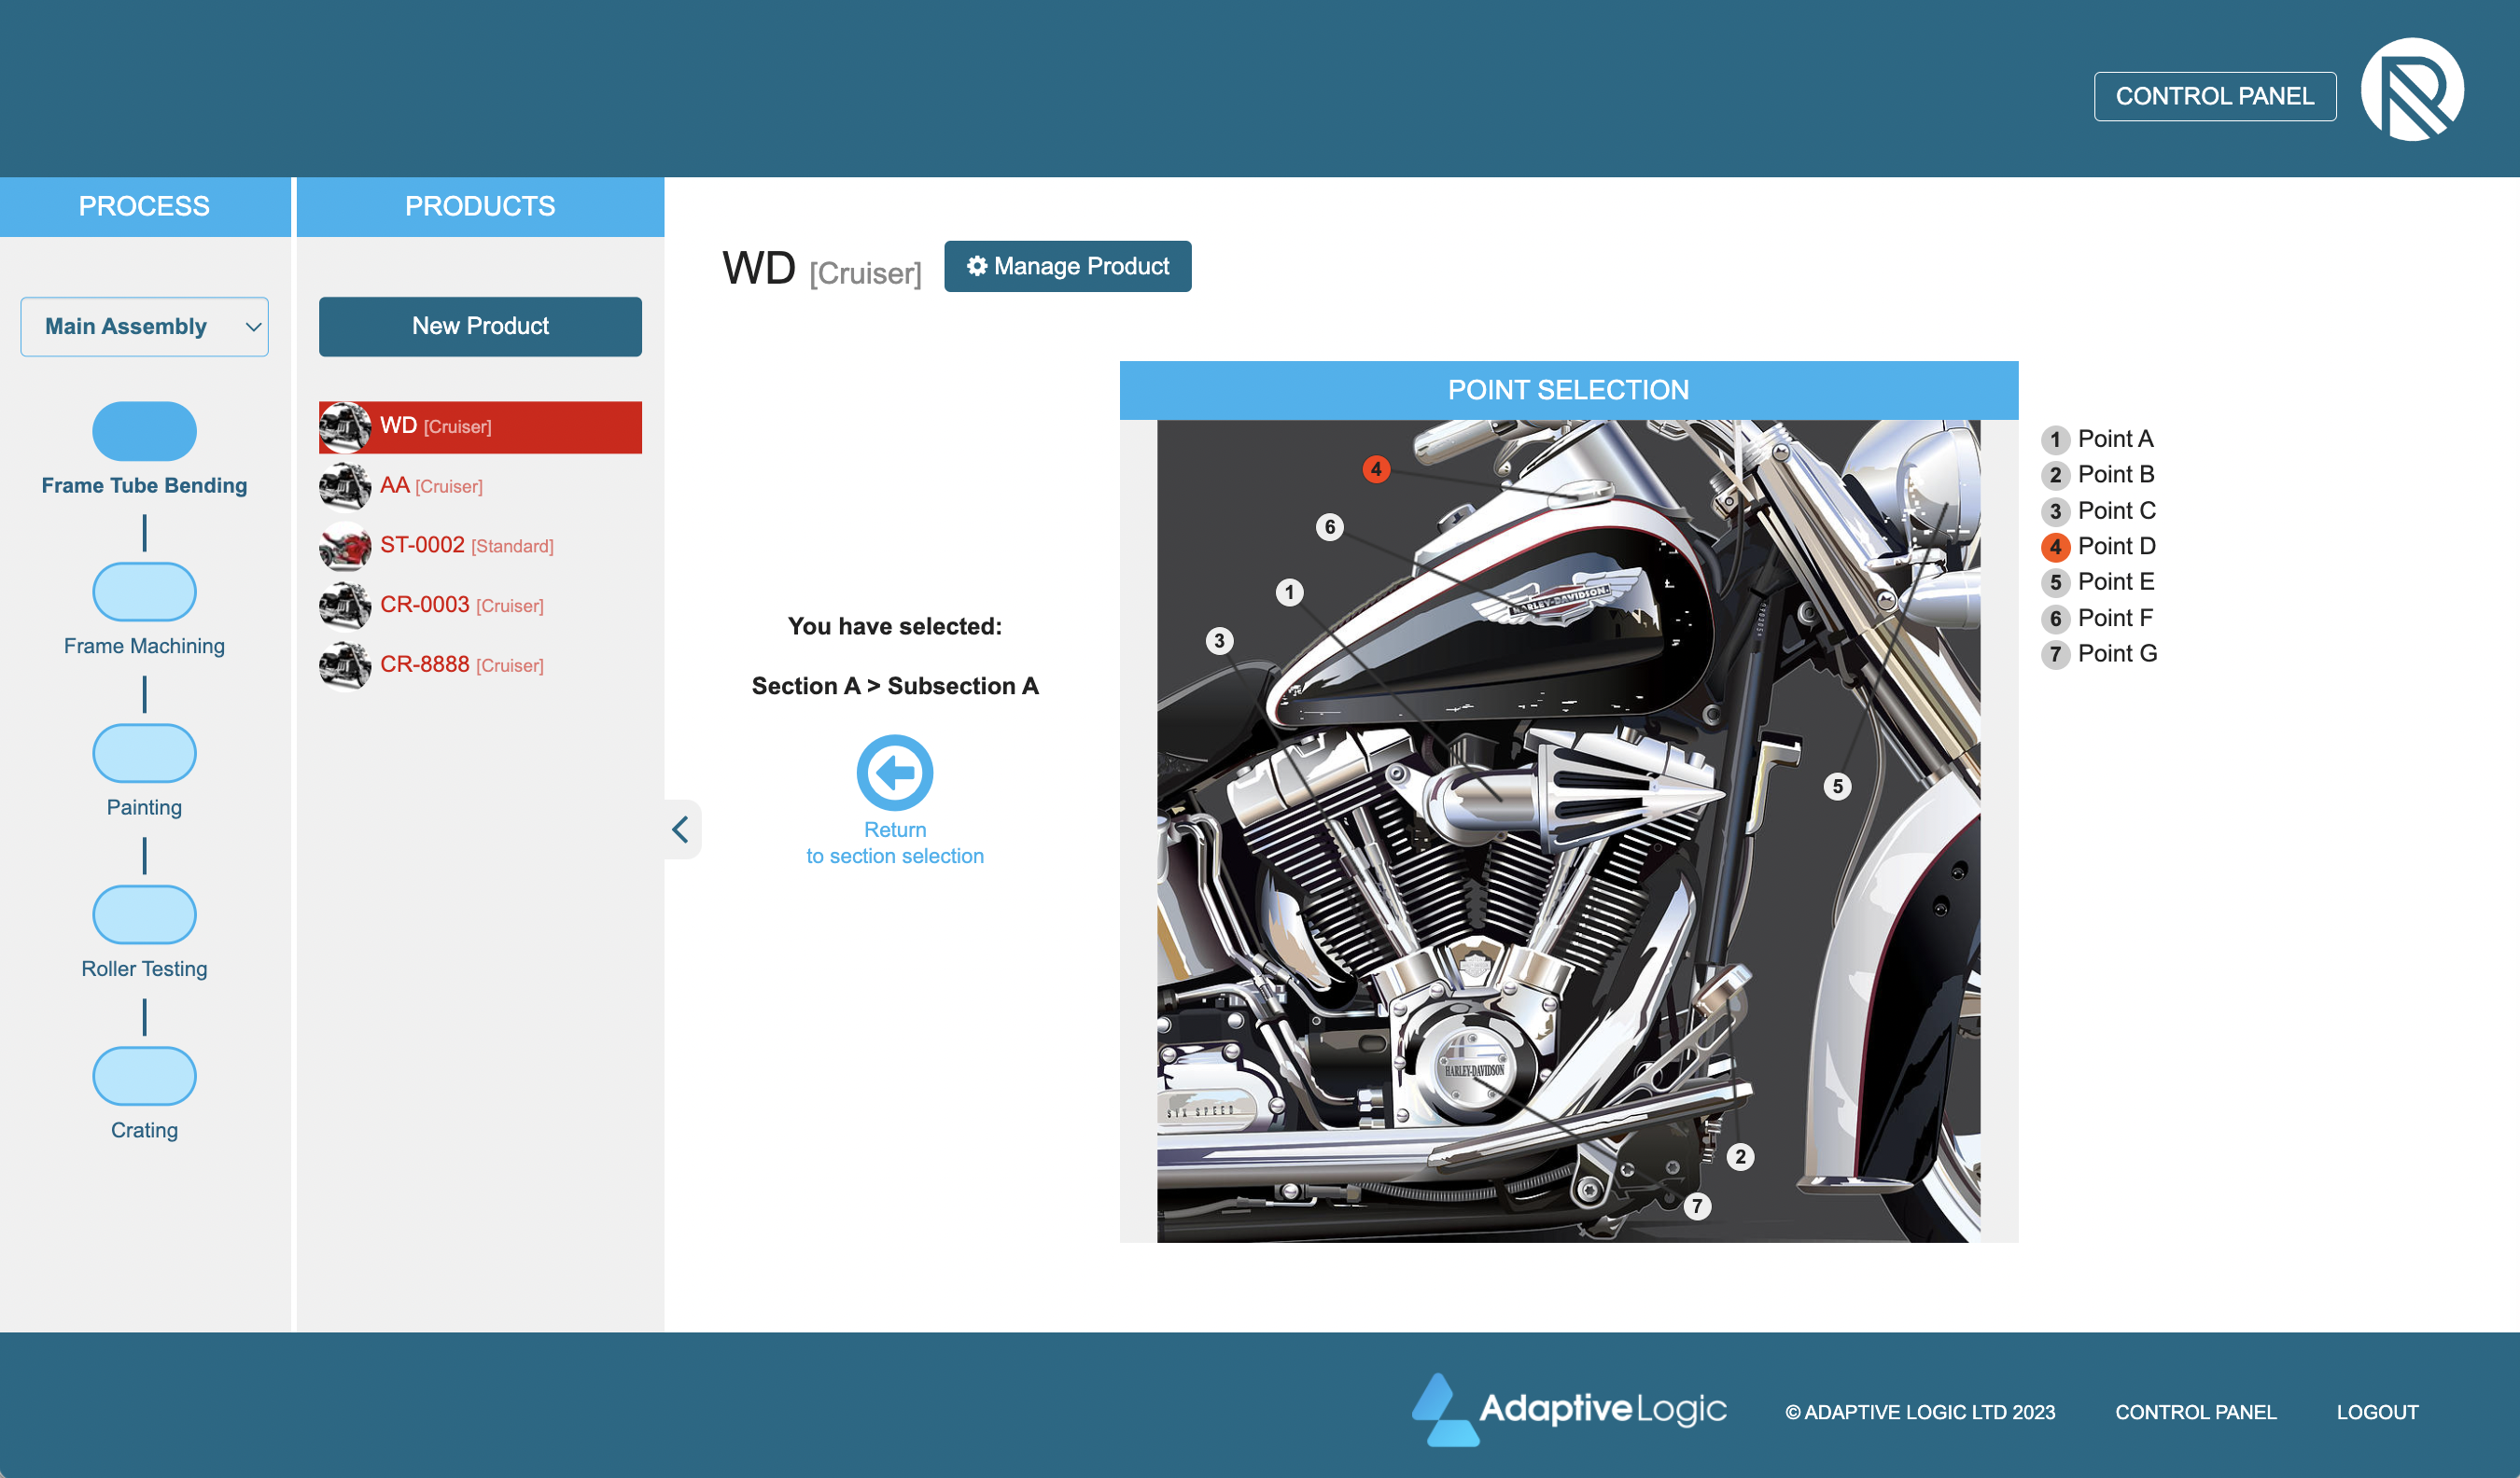 CONTROL PANEL
PROCESS
PRODUCTS
Main Assembly
Frame Tube Bending
Frame Machining
Painting
Roller Testing
Crating
New Product
WD [Cruiser]
AA [Cruiser]
ST-0002 [Standard]
CR-0003 [Cruiser]
CR-8888 [Cruiser]
WD [Cruiser]
Manage Product
You have selected:
Section A > Subsection A
Return
to section selection
POINT SELECTION
4
6
1
3
5
2
7
HARLEY-DAVIDSON
HARLEY-DAVIDSON
SIX SPEED
1 Point A
2 Point B
3 Point C
4 Point D
5 Point E
6 Point F
7 Point G
AdaptiveLogic
© ADAPTIVE LOGIC LTD 2023
CONTROL PANEL
LOGOUT